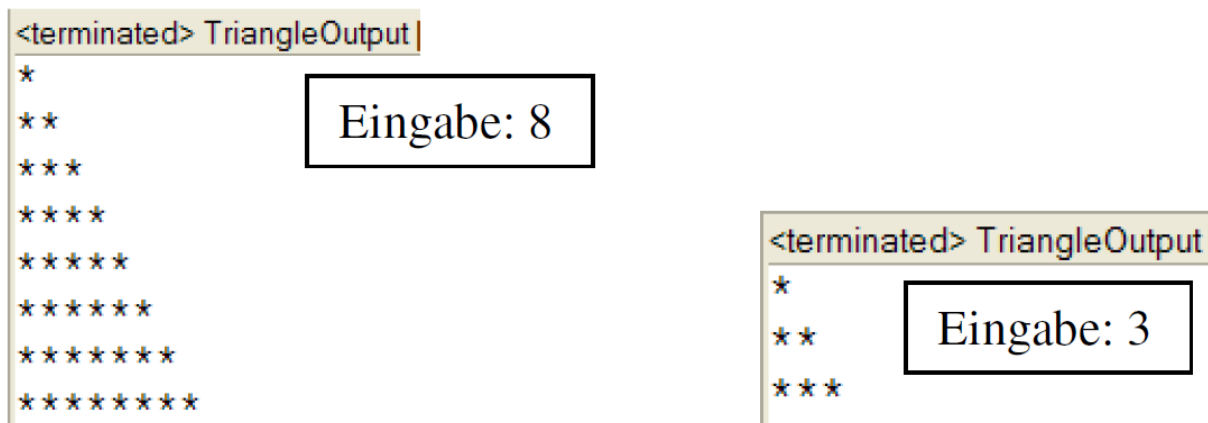 <terminated> TriangleOutput
*
**
***
****
*****
******
*******
********
Eingabe: 8
<terminated> TriangleOutput
*
**
***
Eingabe: 3